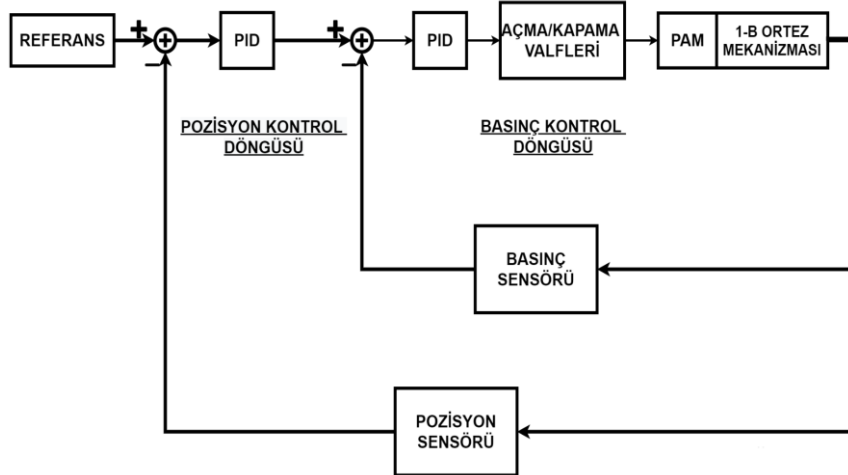 REFERANS
+
+
−
PID
+
+
−
PID
AÇMA/KAPAMA
VALFLERİ
PAM
1-B ORTEZ
MEKANİZMASI
POZİSYON KONTROL
DÖNGÜSÜ
BASINÇ KONTROL
DÖNGÜSÜ
BASINÇ
SENSÖRÜ
POZİSYON
SENSÖRÜ